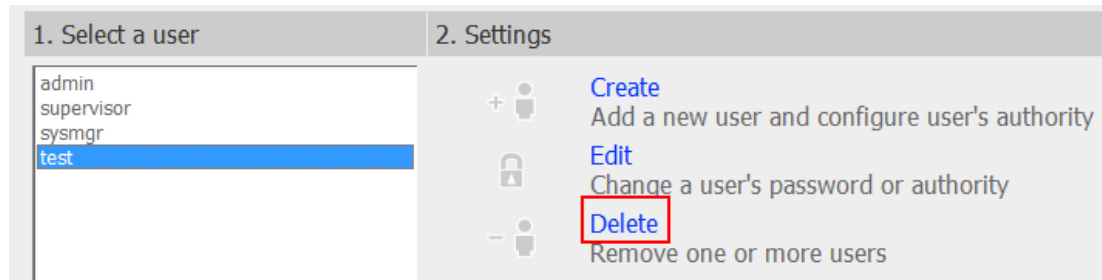 1. Select a user
2. Settings
admin
supervisor
sysmgr
test
Create
Add a new user and configure user's authority
Edit
Change a user's password or authority
Delete
Remove one or more users